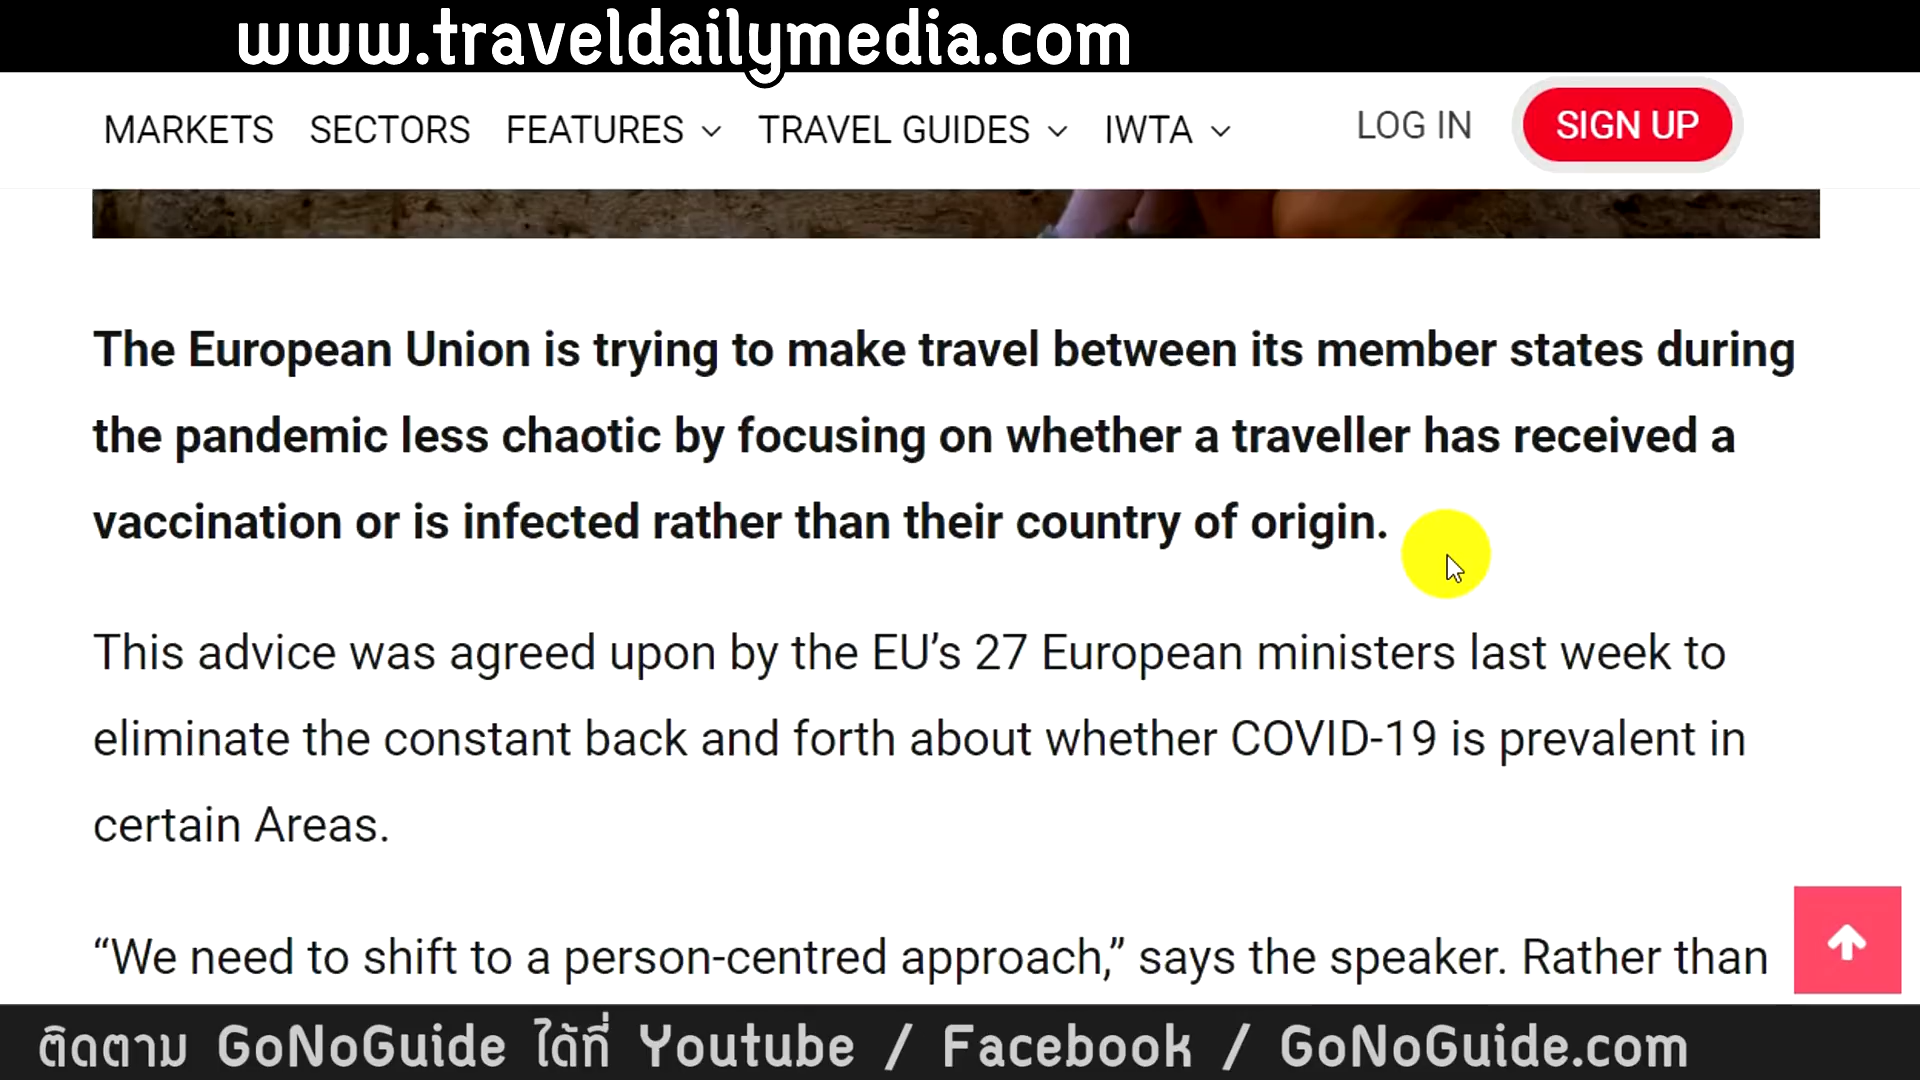 www.traveldailymedia.com
MARKETS SECTORS FEATURES TRAVEL GUIDES IWTA LOG IN SIGN UP
The European Union is trying to make travel between its member states during
the pandemic less chaotic by focusing on whether a traveller has received a
vaccination or is infected rather than their country of origin.
This advice was agreed upon by the EU’s 27 European ministers last week to
eliminate the constant back and forth about whether COVID-19 is prevalent in
certain Areas.
“We need to shift to a person-centred approach,” says the speaker. Rather than
ติดตาม GoNoGuide ได้ที่ Youtube / Facebook / GoNoGuide.com